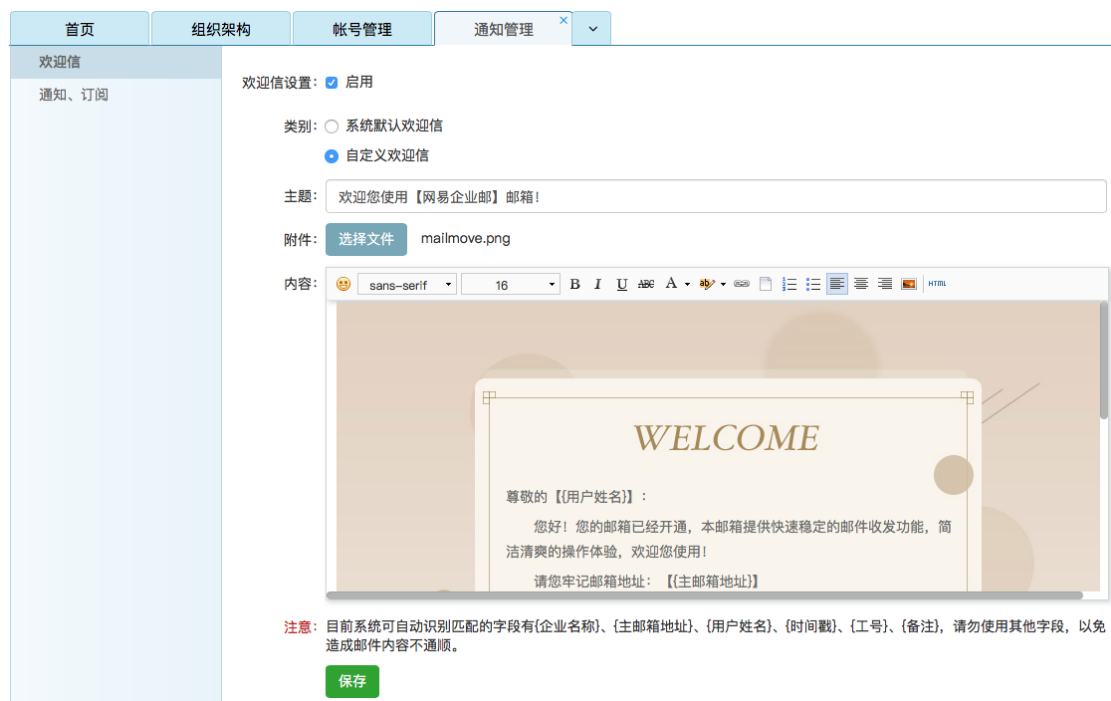 首页 组织架构 帐号管理 通知管理
欢迎信
通知、订阅
欢迎信设置： 启用
类别： 系统默认欢迎信
自定义欢迎信
主题： 欢迎您使用【网易企业邮】邮箱！
附件： 选择文件 mailmove.png
内容： sans-serif 16 B I U ABC A ab HTML
WELCOME
尊敬的【{用户姓名}】：
您好！您的邮箱已经开通，本邮箱提供快速稳定的邮件收发功能，简
洁清爽的操作体验，欢迎您使用！
请您牢记邮箱地址：【{主邮箱地址}】
注意： 目前系统可自动识别匹配的字段有{企业名称}、{主邮箱地址}、{用户姓名}、{时间戳}、{工号}、{备注}，请勿使用其他字段，以免
造成邮件内容不通顺。
保存